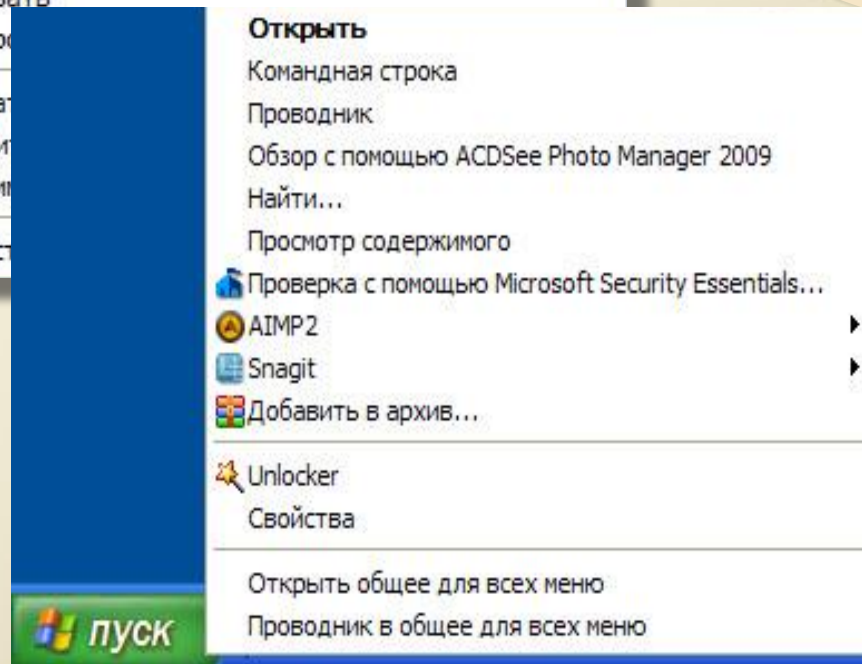 Открыть
Командная строка
Проводник
Обзор с помощью ACDSee Photo Manager 2009
Найти...
Просмотр содержимого
Проверка с помощью Microsoft Security Essentials...
AIMP2
Snagit
Добавить в архив...
Unlocker
Свойства
Открыть общее для всех меню
Проводник в общее для всех меню
пуск